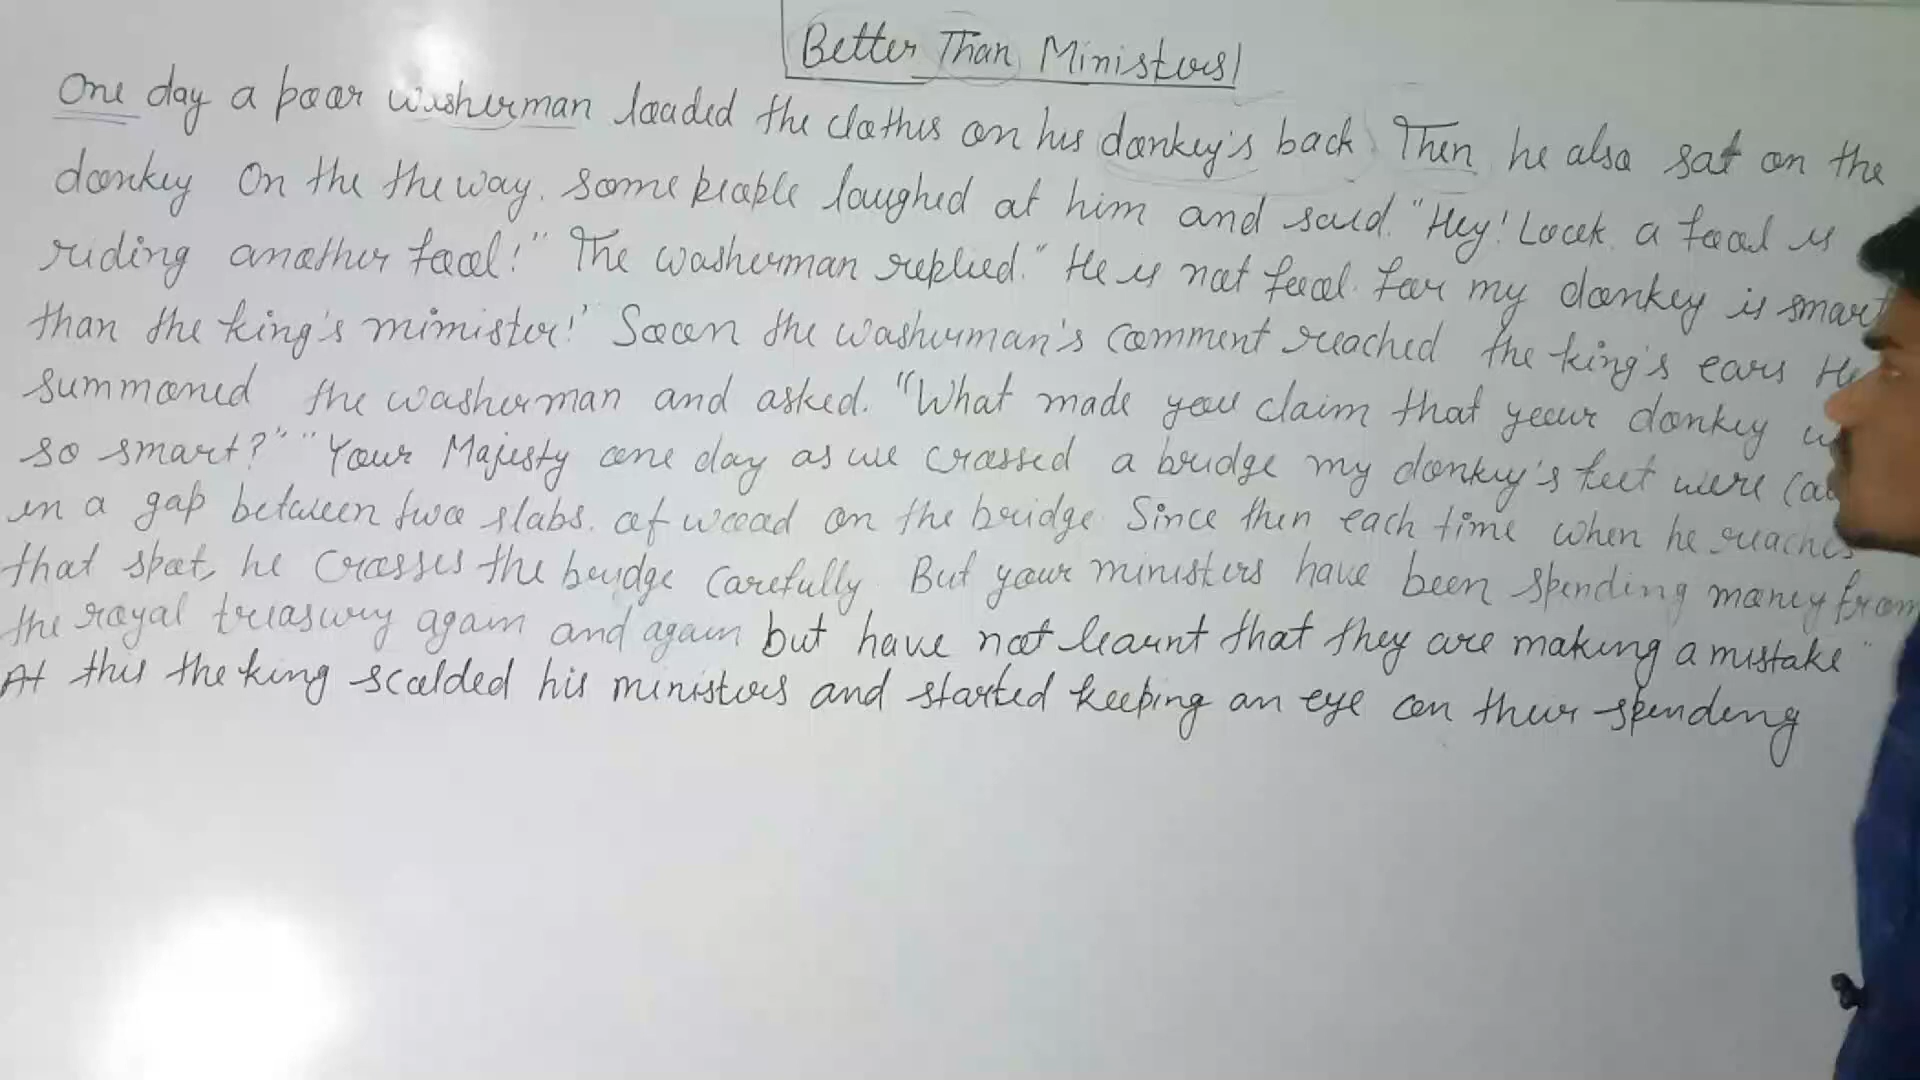 Better Than Ministers
One day a poor washerman loaded the clothes on his donkey's back Then he also sat on the
donkey On the the way. some people laughed at him and said. "Hey! Look. a fool is
riding another fool!" The washerman replied." He is not fool. For my donkey is smart
than the king's mimister!' Soon the washerman's comment reached the king's ears He
summoned the washerman and asked. "What made you claim that your donkey
so smart?" "Your Majesty one day as we crossed a bridge my donkey's feet were
in a gap between two slabs. of wood on the bridge Since then each time when he reaches
that spot, he crosses the bridge carefully But your ministers have been spending money from
the royal treasury again and again but have not learnt that they are making a mistake"
At this the king scolded his ministers and started keeping an eye on their spending